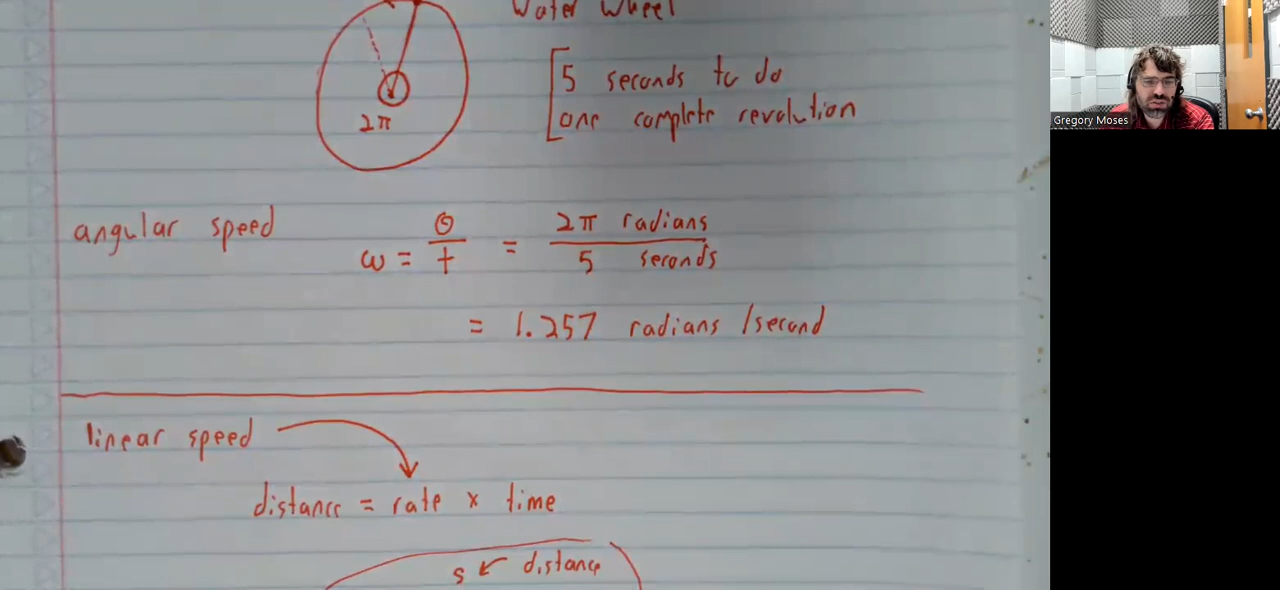 Water Wheel
5 seconds to do
one complete revolution
2π
angular speed
ω = θ/t = 2π radians / 5 seconds
= 1.257 radians /second
linear speed
distance = rate × time
s ← distance
Gregory Moses